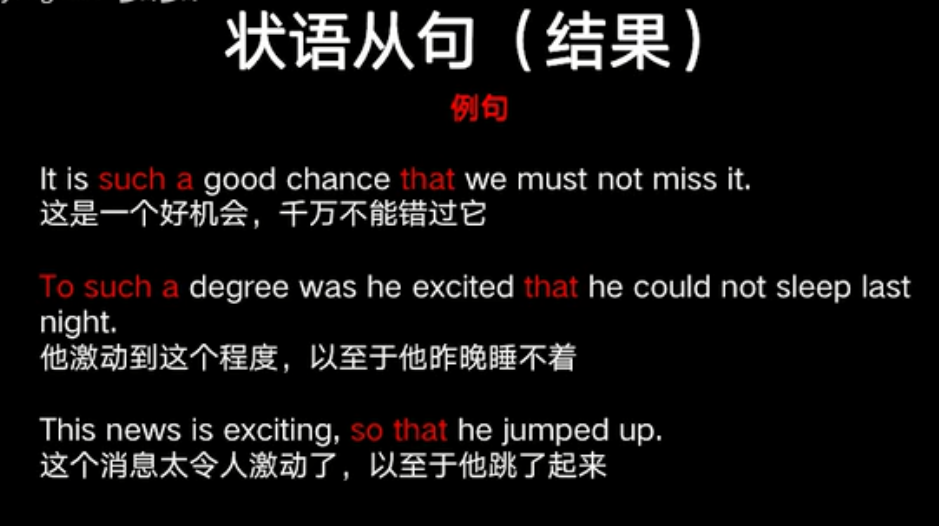 状语从句（结果）
例句
It is such a good chance that we must not miss it.
这是一个好机会，千万不能错过它
To such a degree was he excited that he could not sleep last
night.
他激动到这个程度，以至于他昨晚睡不着
This news is exciting, so that he jumped up.
这个消息太令人激动了，以至于他跳了起来